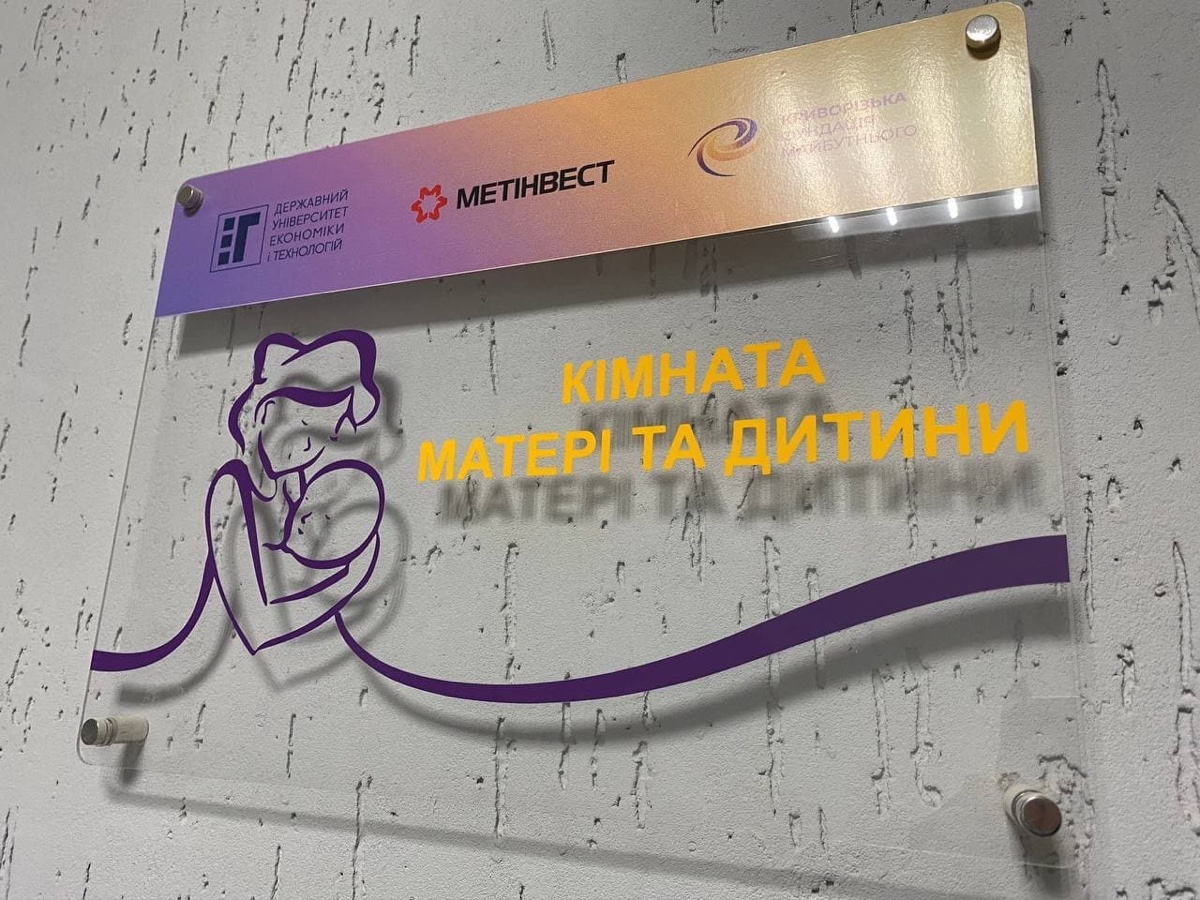 ДЕРЖАВНИЙ
УНІВЕРСИТЕТ
ЕКОНОМІКИ
і ТЕХНОЛОГІЙ
МЕТІНВЕСТ
КРИВОРІЗЬКА
ФУНДАЦІЯ
МАЙБУТНЬОГО
КІМНАТА
МАТЕРІ ТА ДИТИНИ